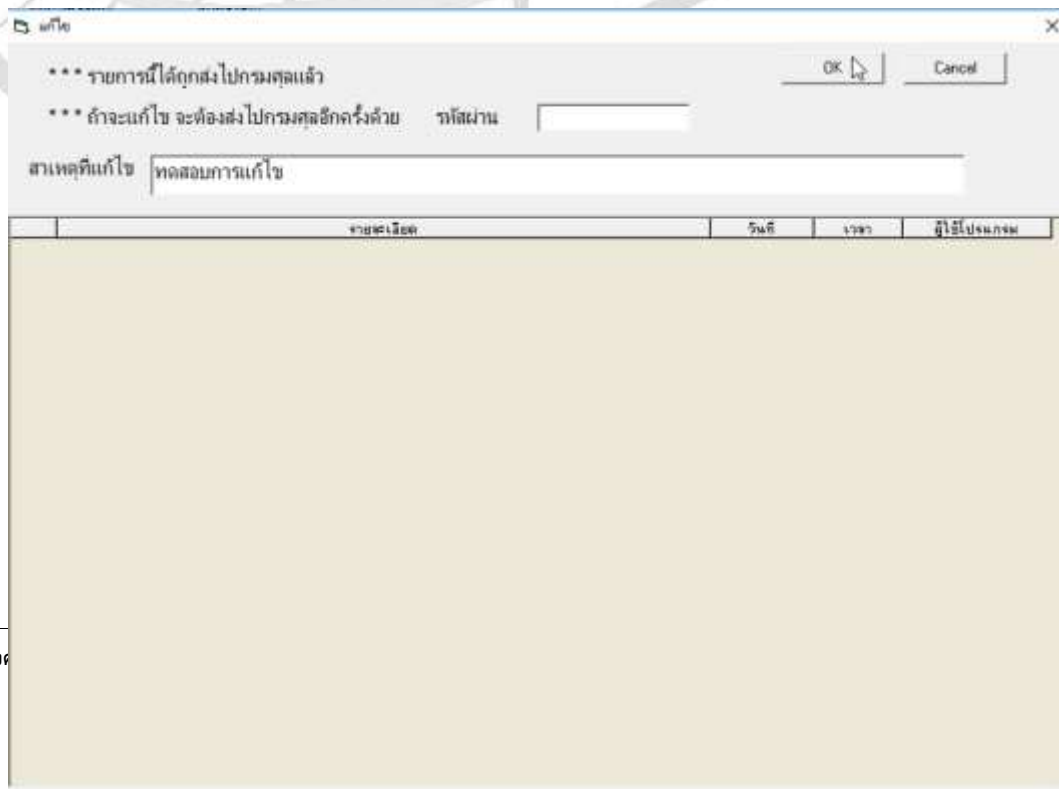 แก้ไข
* * * รายการนี้ได้ถูกส่งไปกรมศุลแล้ว
OK Cancel
* * * ถ้าจะแก้ไข จะต้องส่งไปกรมศุลอีกครั้งด้วย รหัสผ่าน
สาเหตุที่แก้ไข ทดสอบการแก้ไข
รายละเอียด วันที่ เวลา ผู้ใช้โปรแกรม